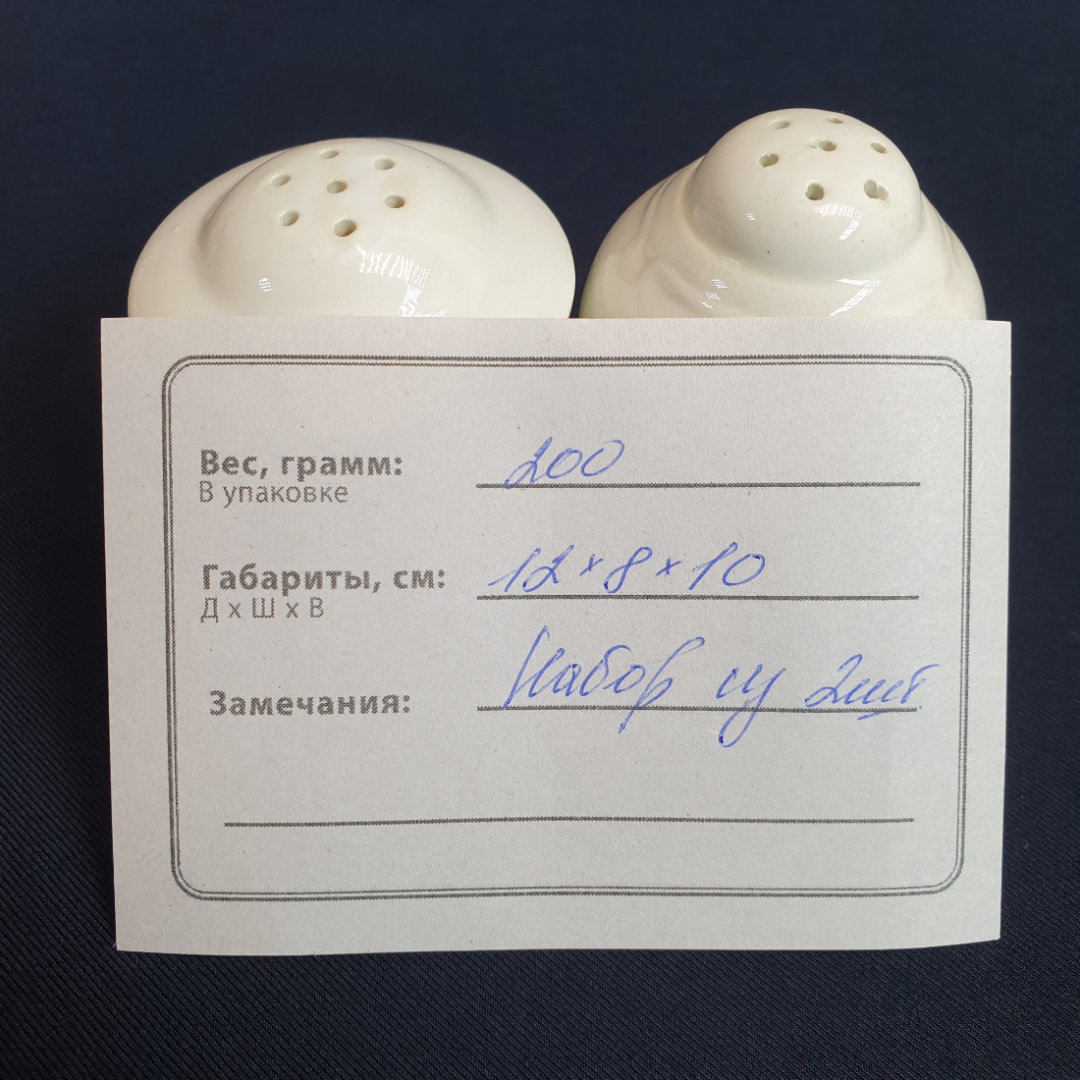 Вес, грамм: 200
В упаковке
Габариты, см: 12 x 8 x 10
Д x Ш x В
Замечания: Набор из 2шт.